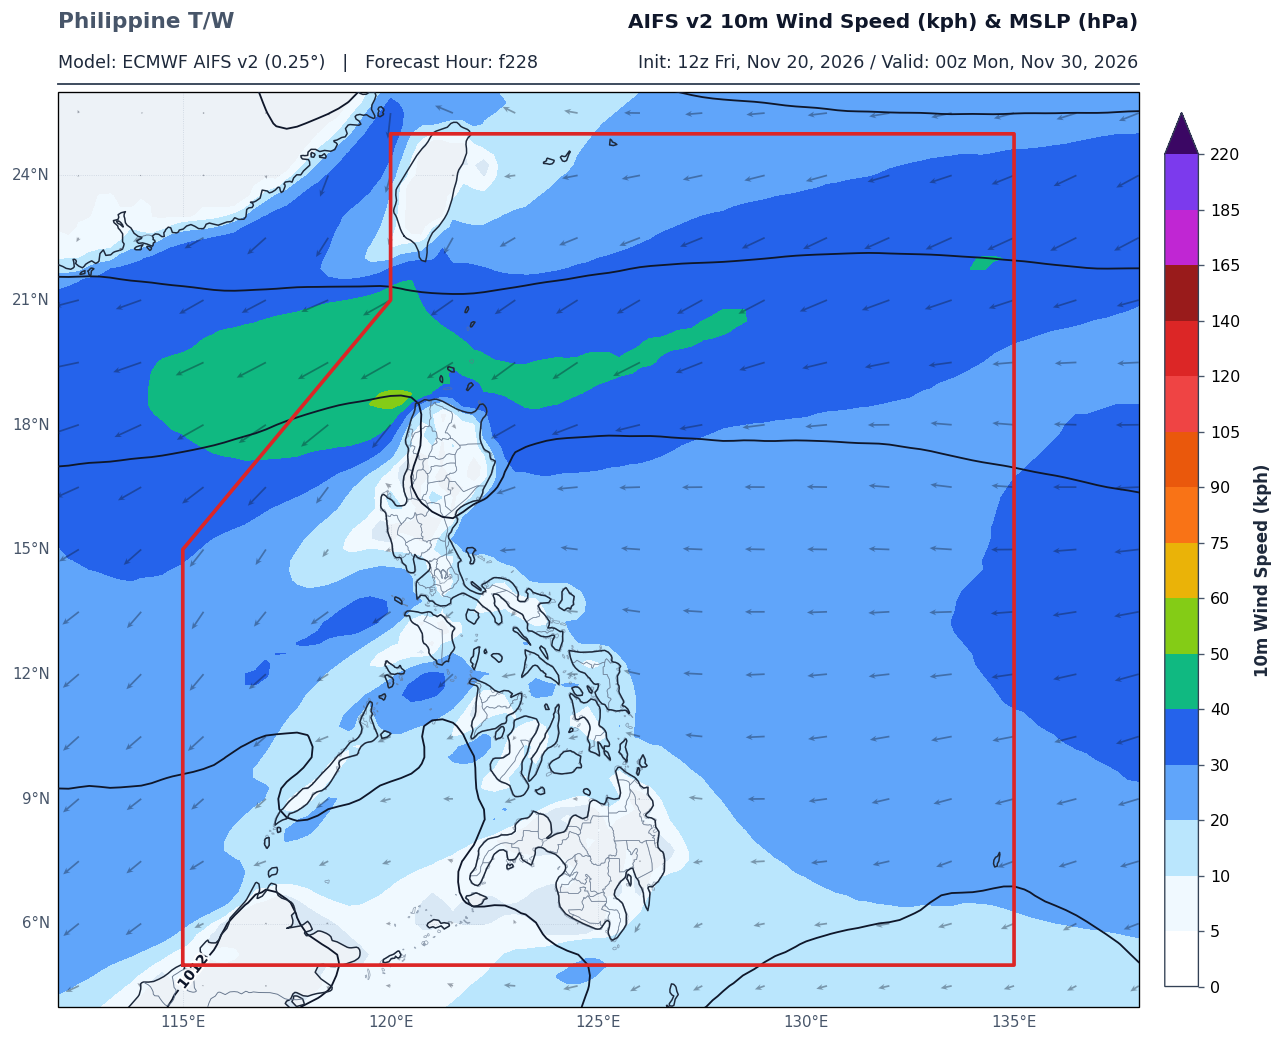 Philippine T/W
AIFS v2 10m Wind Speed (kph) & MSLP (hPa)
Model: ECMWF AIFS v2 (0.25°) | Forecast Hour: f228
Init: 12z Fri, Nov 20, 2026 / Valid: 00z Mon, Nov 30, 2026
24°N
21°N
18°N
15°N
12°N
9°N
6°N
1012
115°E
120°E
125°E
130°E
135°E
220
185
165
140
120
105
90
75
60
50
40
30
20
10
5
0
10m Wind Speed (kph)